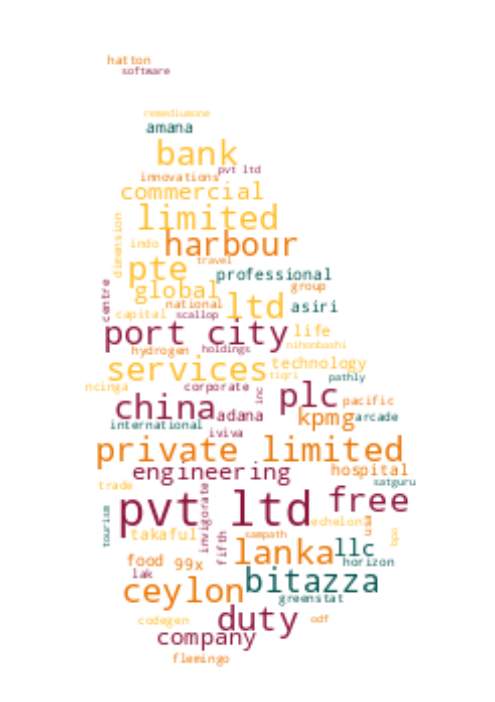 hatton
software
remediumone
amana
bank
pvt ltd
innovations
commercial
limited
dimension
indo
harbour
travel
pte
professional
global
group
centre
national
ltd
asiri
capital
scallop
port city
life
nihonbashi
hydrogen
holdings
services
technology
tiqri
pathly
ncinga
corporate
inc
plc
pacific
china
adana
kpmg
arcade
international
iviva
private limited
engineering
hospital
satguru
trade
invigorate
pvt ltd
free
tourism
echelon
takaful
fifth
sampath
bpo
lanka
llc
food
99x
horizon
lak
bitazza
ceylon
greenstat
codegen
duty
odf
company
flemingo